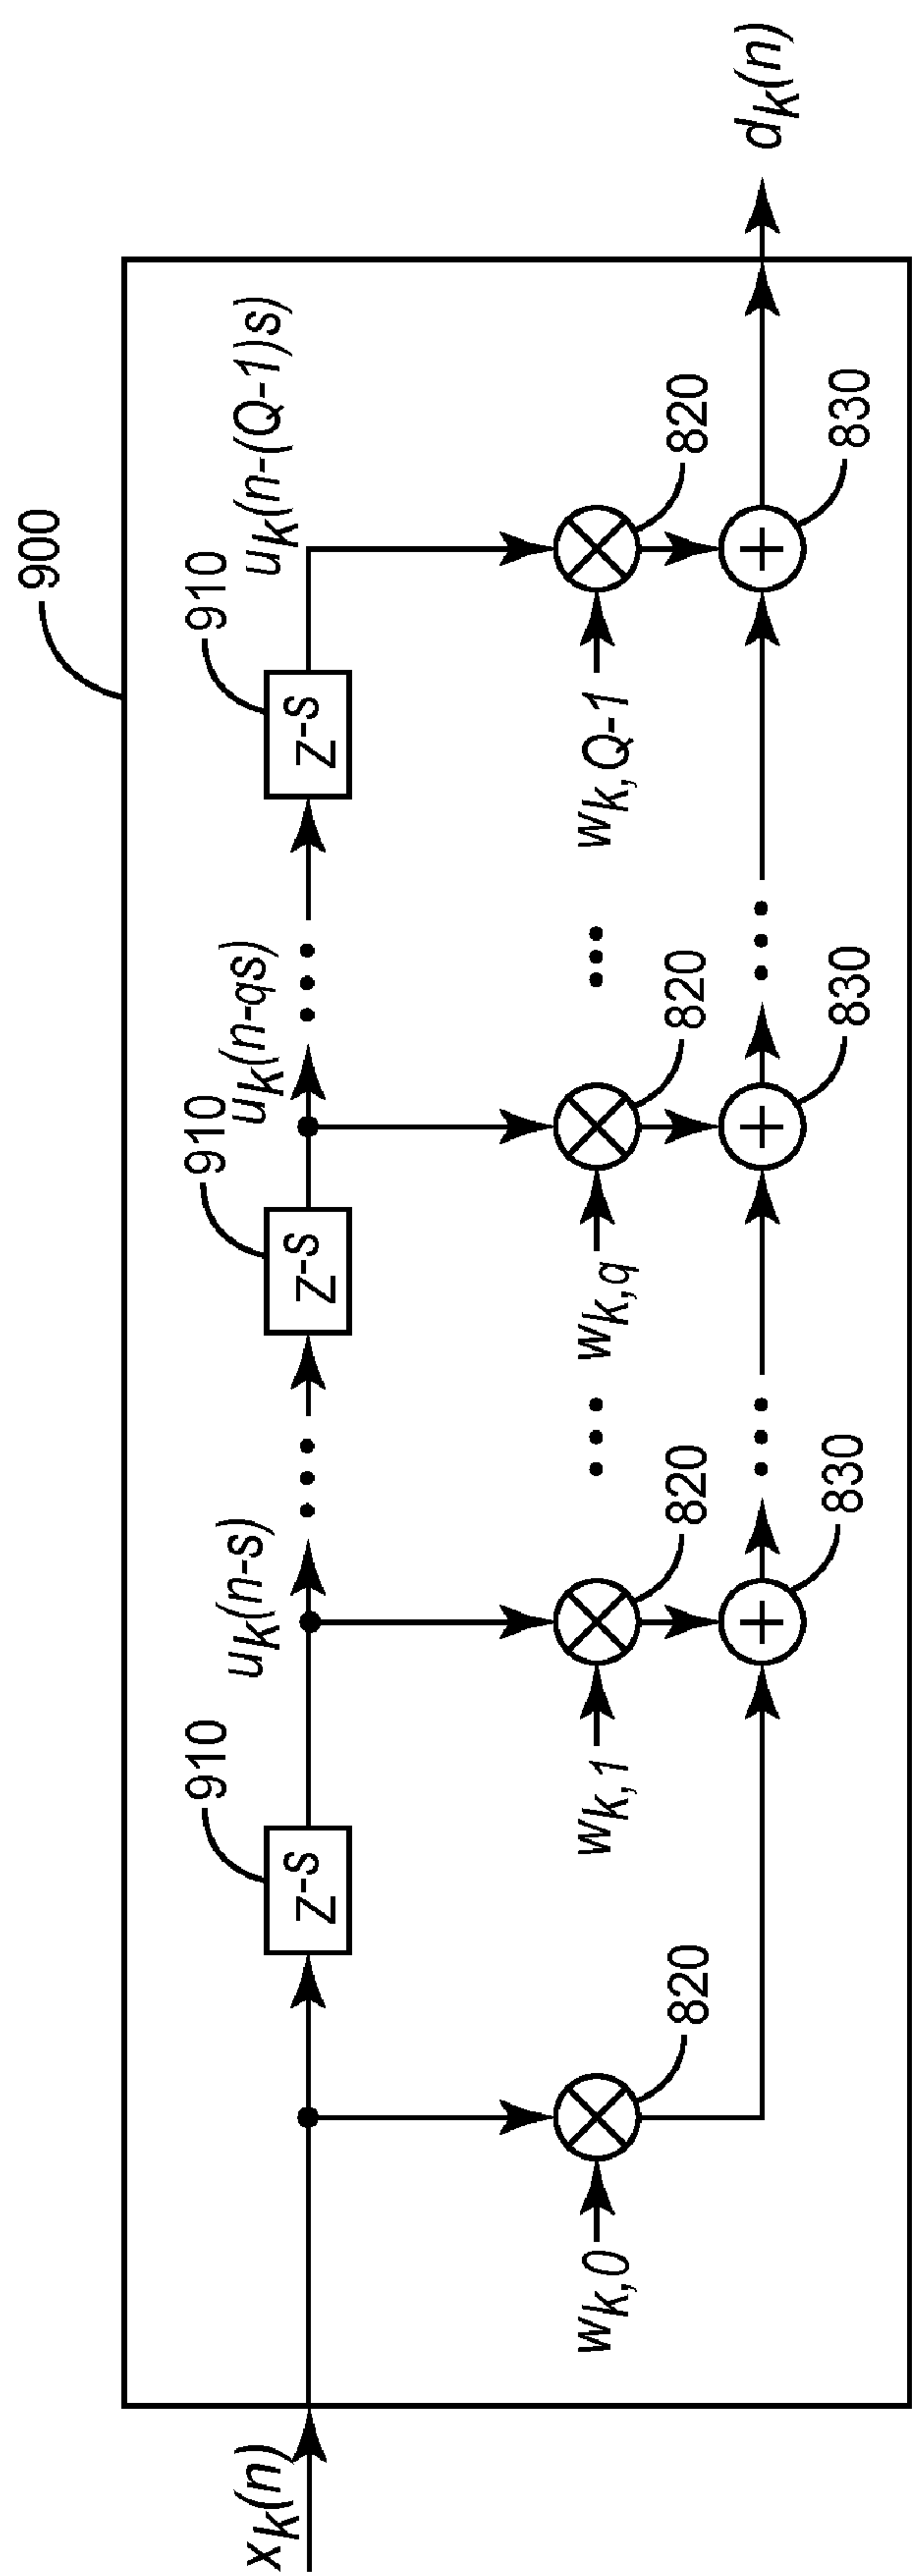 900
x_k(n)
910
u_k(n-s)
910
u_k(n-qs)
910
u_k(n-(Q-1)s)
z^-s
z^-s
z^-s
w_k,0
820
w_k,1
820
...
w_k,q
820
...
w_k,Q-1
820
830
830
830
d_k(n)